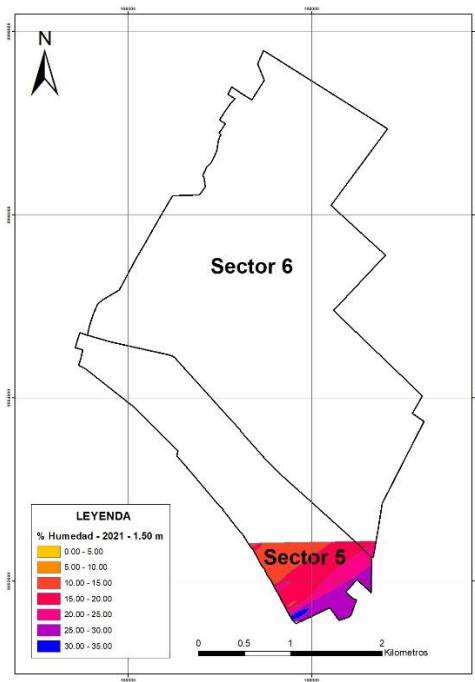 N
Sector 6
Sector 5
LEYENDA
% Humedad - 2021 - 1.50 m
0.00 - 5.00
5.00 - 10.00
10.00 - 15.00
15.00 - 20.00
20.00 - 25.00
25.00 - 30.00
30.00 - 35.00
0 0.5 1 2
Kilometros